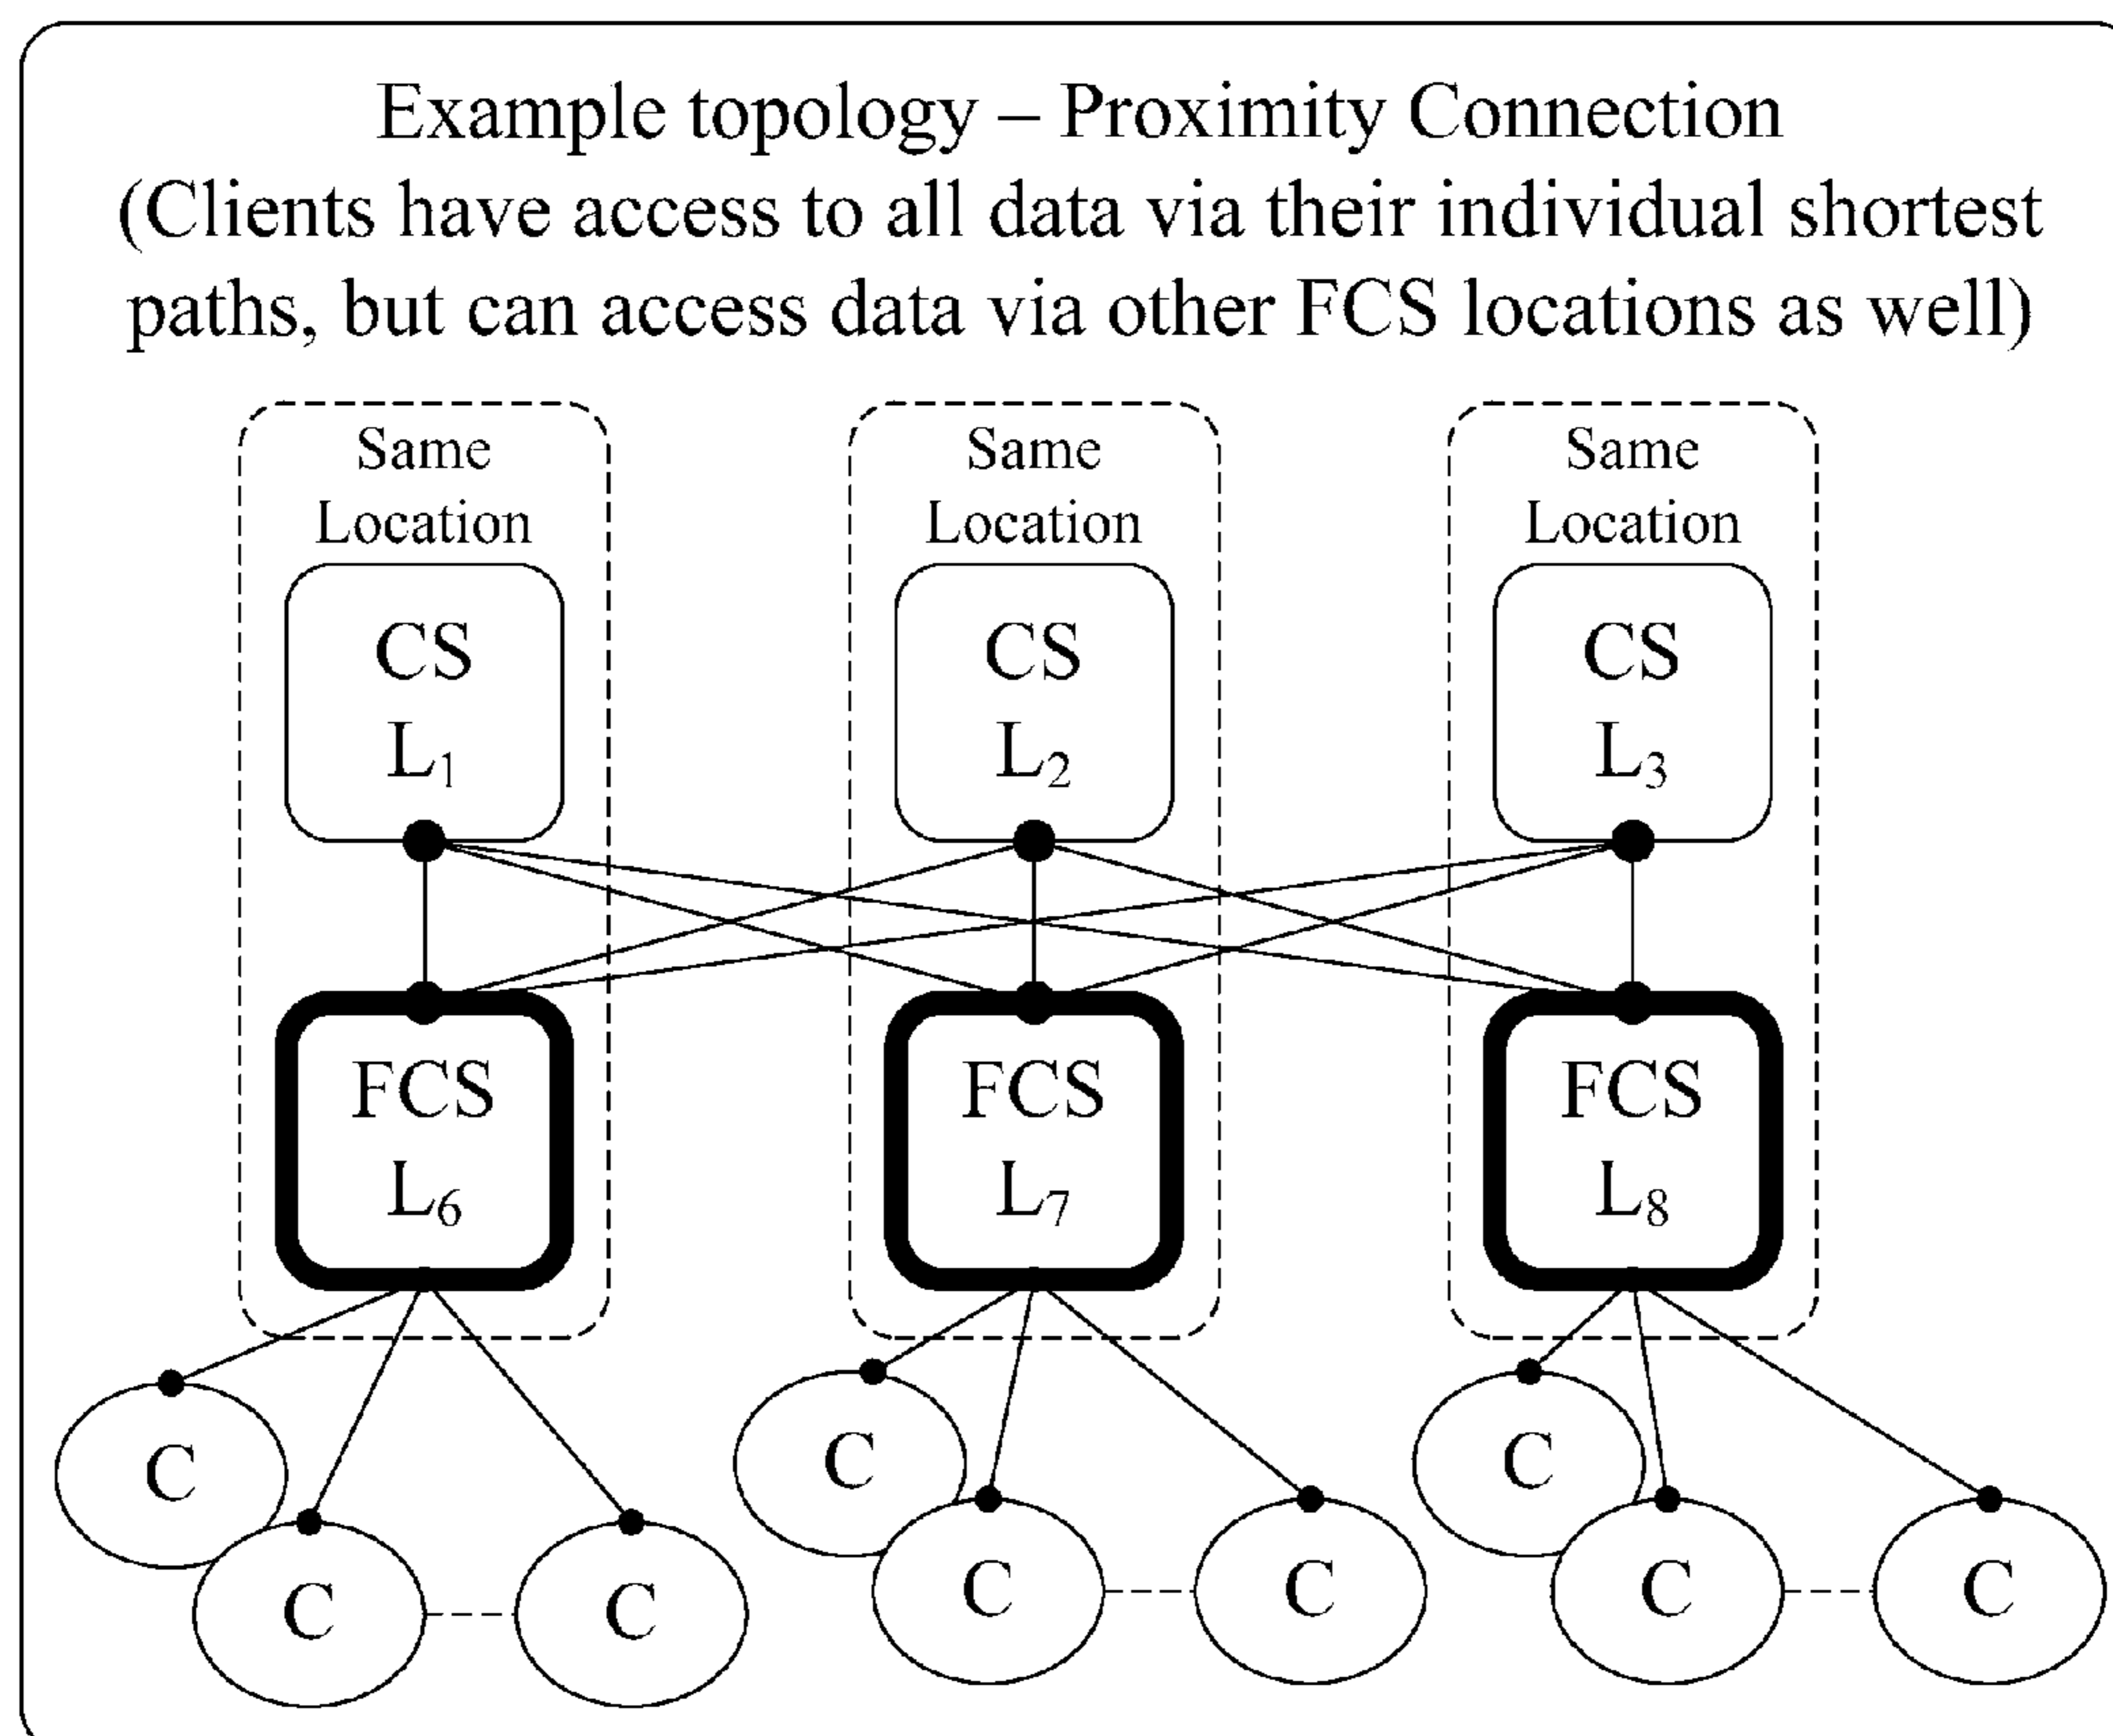 Example topology – Proximity Connection
(Clients have access to all data via their individual shortest
paths, but can access data via other FCS locations as well)
Same
Location
Same
Location
Same
Location
CS
L₁
CS
L₂
CS
L₃
FCS
L₆
FCS
L₇
FCS
L₈
C
C
C
C
C
C
C
C
C